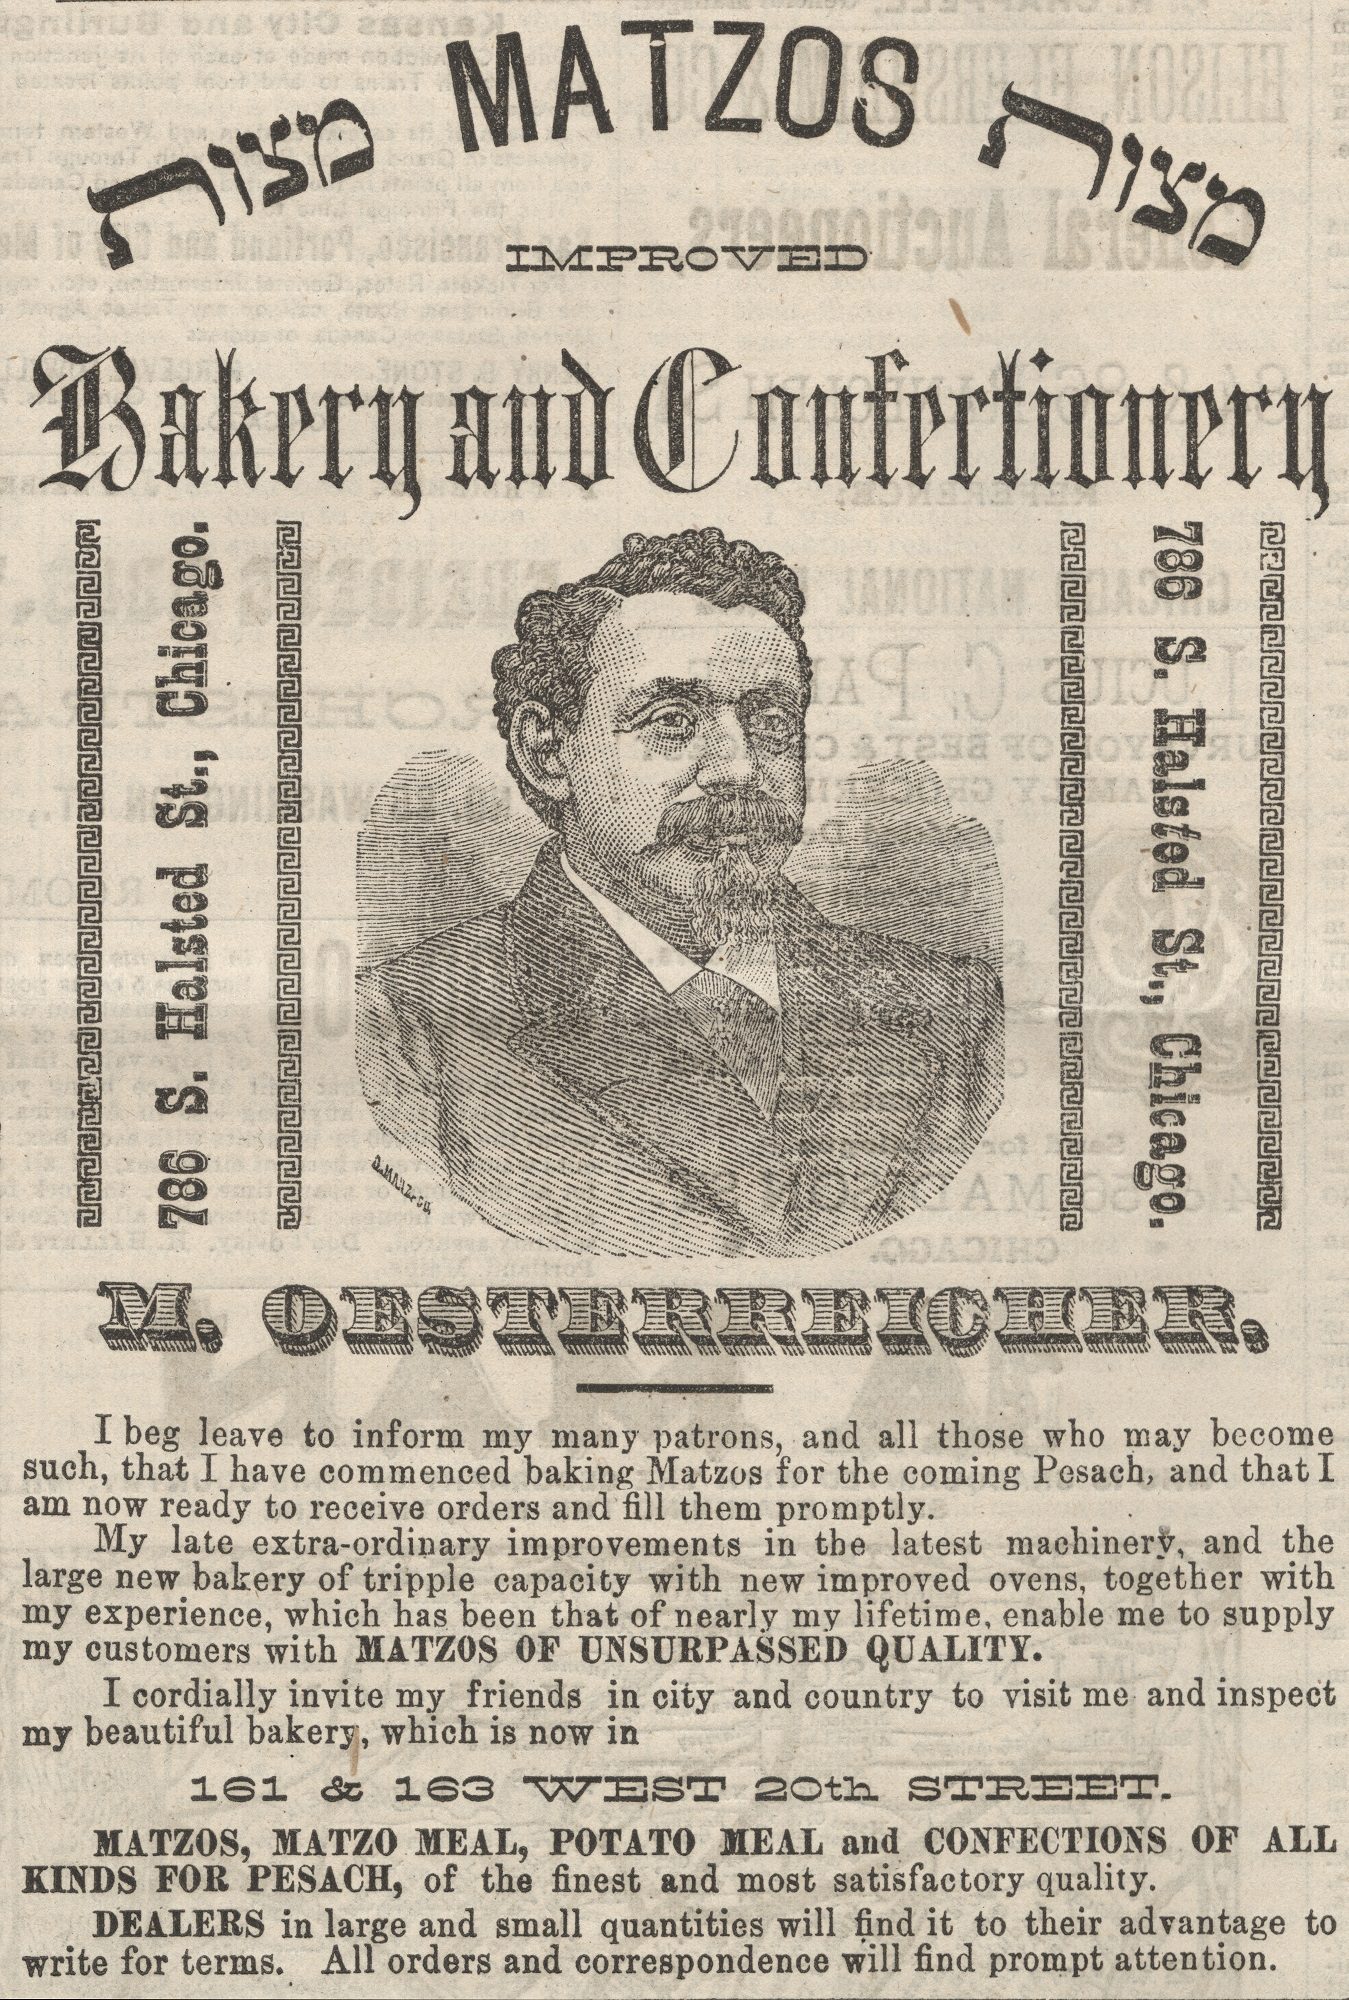 MATZOS
מצות
מצות
IMPROVED
Bakery and Confectionery
786 S. Halsted St., Chicago.
786 S. Halsted St., Chicago.
D. MAAZ & CO.
M. OESTERREICHER.
I beg leave to inform my many patrons, and all those who may become
such, that I have commenced baking Matzos for the coming Pesach, and that I
am now ready to receive orders and fill them promptly.
My late extra-ordinary improvements in the latest machinery, and the
large new bakery of tripple capacity with new improved ovens, together with
my experience, which has been that of nearly my lifetime, enable me to supply
my customers with MATZOS OF UNSURPASSED QUALITY.
I cordially invite my friends in city and country to visit me and inspect
my beautiful bakery, which is now in
161 & 163 WEST 20th STREET.
MATZOS, MATZO MEAL, POTATO MEAL and CONFECTIONS OF ALL
KINDS FOR PESACH, of the finest and most satisfactory quality.
DEALERS in large and small quantities will find it to their advantage to
write for terms. All orders and correspondence will find prompt attention.